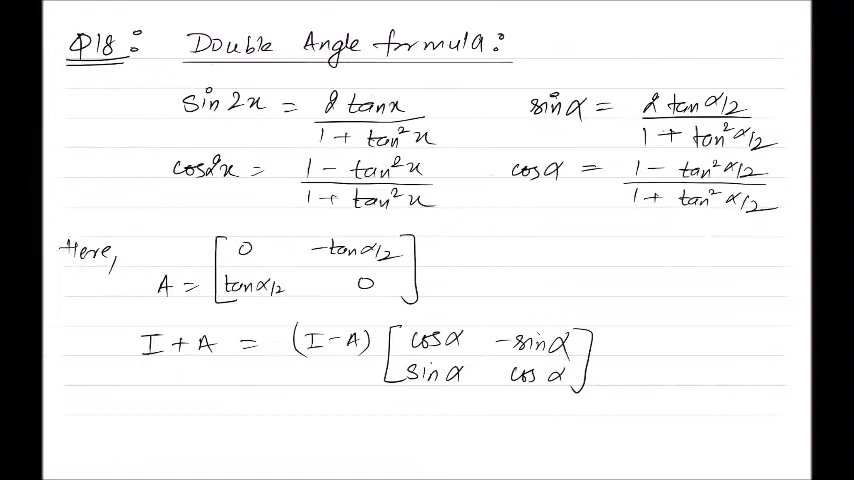 Q18: Double Angle formula:
sin 2x = 2 tan x / 1 + tan² x    sin α = 2 tan α/2 / 1 + tan² α/2
cos 2x = 1 - tan² x / 1 + tan² x    cos α = 1 - tan² α/2 / 1 + tan² α/2
Here,
A = [ 0  -tan α/2
tan α/2  0 ]
I + A = (I - A) [ cos α  -sin α
sin α  cos α ]